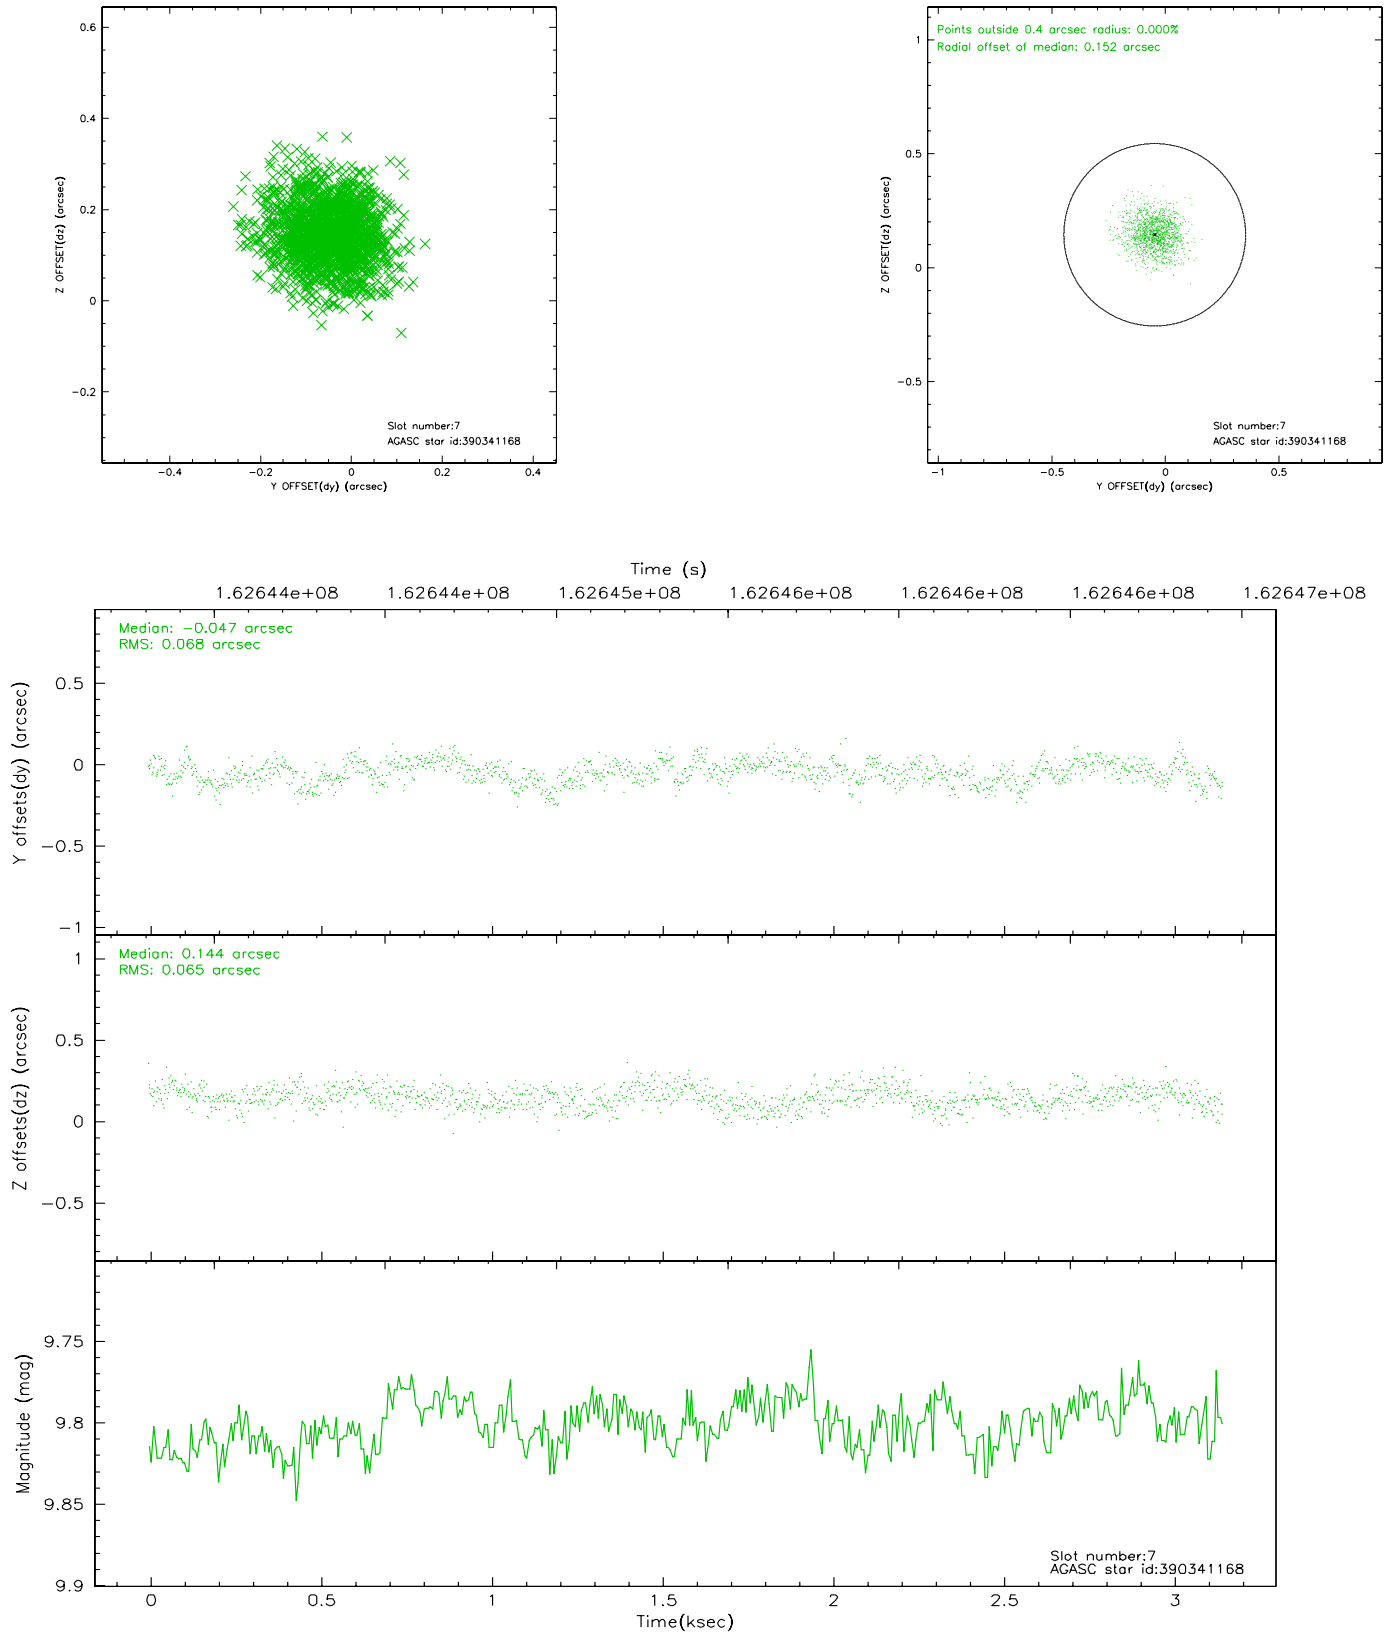 0.6
0.4
0.2
0
−0.2
Z OFFSET(dz) (arcsec)
Slot number:7
AGASC star id:390341168
−0.4
−0.2
0
0.2
0.4
Y OFFSET(dy) (arcsec)
Points outside 0.4 arcsec radius: 0.000%
Radial offset of median: 0.152 arcsec
1
0.5
0
−0.5
Z OFFSET(dz) (arcsec)
Slot number:7
AGASC star id:390341168
−1
−0.5
0
0.5
Y OFFSET(dy) (arcsec)
Time (s)
1.62644e+08 1.62644e+08 1.62645e+08 1.62646e+08 1.62646e+08 1.62646e+08 1.62647e+08
Median: −0.047 arcsec
RMS: 0.068 arcsec
0.5
0
−0.5
−1
Y offsets(dy) (arcsec)
Median: 0.144 arcsec
RMS: 0.065 arcsec
1
0.5
0
−0.5
Z offsets(dz) (arcsec)
9.75
9.8
9.85
9.9
Magnitude (mag)
Slot number:7
AGASC star id:390341168
0 0.5 1 1.5 2 2.5 3
Time(ksec)